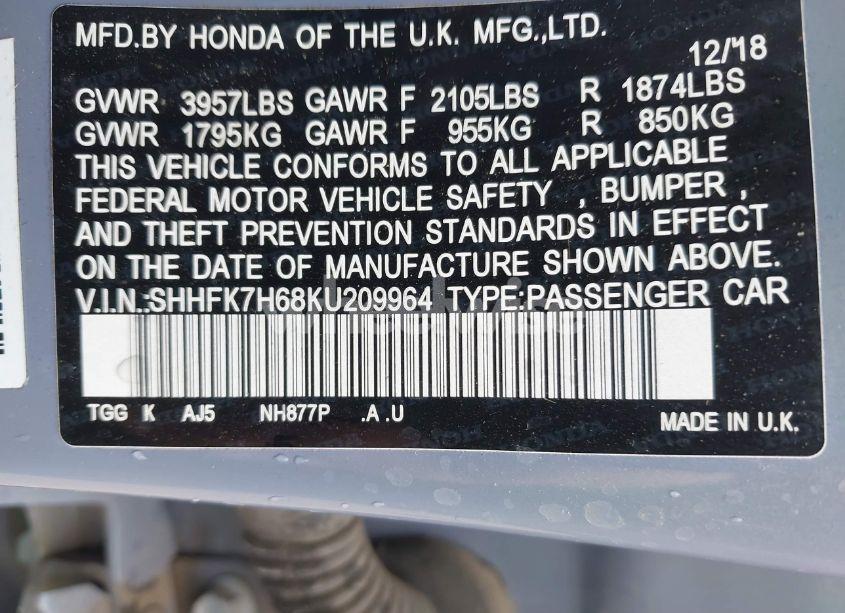 MFD.BY HONDA OF THE U.K. MFG.,LTD.
12/'18
GVWR 3957LBS GAWR F 2105LBS R 1874LBS
GVWR 1795KG GAWR F 955KG R 850KG
THIS VEHICLE CONFORMS TO ALL APPLICABLE
FEDERAL MOTOR VEHICLE SAFETY , BUMPER ,
AND THEFT PREVENTION STANDARDS IN EFFECT
ON THE DATE OF MANUFACTURE SHOWN ABOVE.
V.I.N.:SHHFK7H68KU209964 TYPE:PASSENGER CAR
TGG K AJ5 NH877P .A .U
MADE IN U.K.